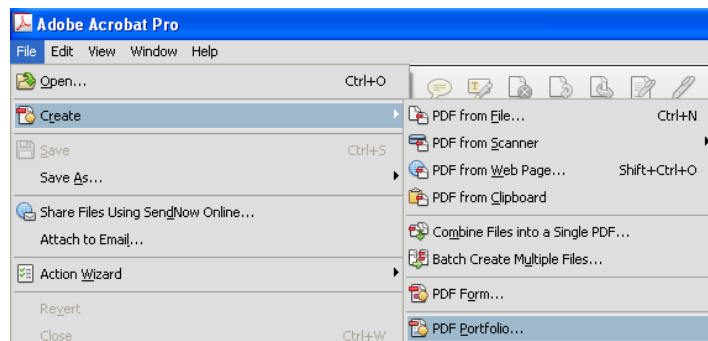 Adobe Acrobat Pro
File Edit View Window Help
Open... Ctrl+O
Create
Save Ctrl+S
Save As...
Share Files Using SendNow Online...
Attach to Email...
Action Wizard
Revert
Close Ctrl+W
PDF from File... Ctrl+N
PDF from Scanner
PDF from Web Page... Shift+Ctrl+O
PDF from Clipboard
Combine Files into a Single PDF...
Batch Create Multiple Files...
PDF Form...
PDF Portfolio...